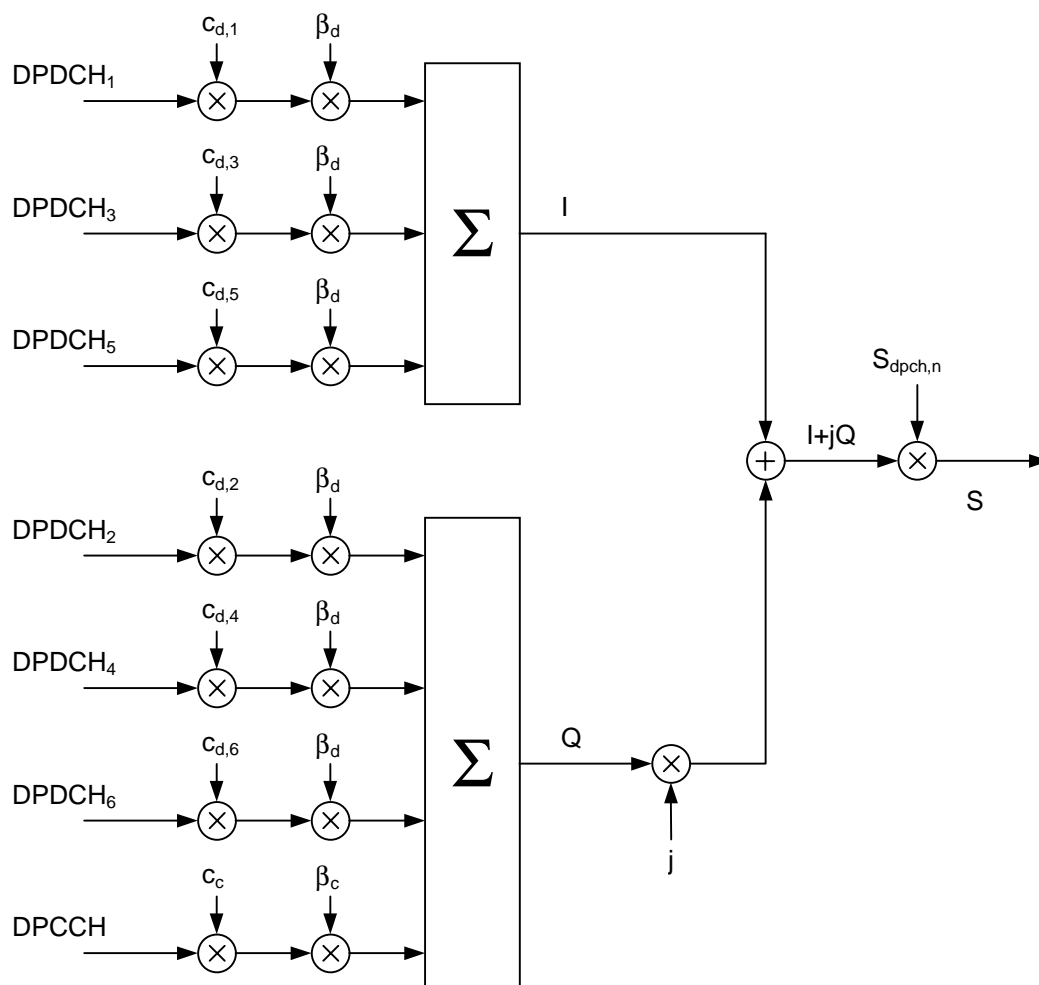 c_{d,1} β_d
DPDCH_1
c_{d,3} β_d
DPDCH_3
Σ
I
c_{d,5} β_d
DPDCH_5
S_{dpch,n}
I+jQ
S
c_{d,2} β_d
DPDCH_2
c_{d,4} β_d
DPDCH_4
c_{d,6} β_d
DPDCH_6
Σ
Q
j
c_c β_c
DPCCH